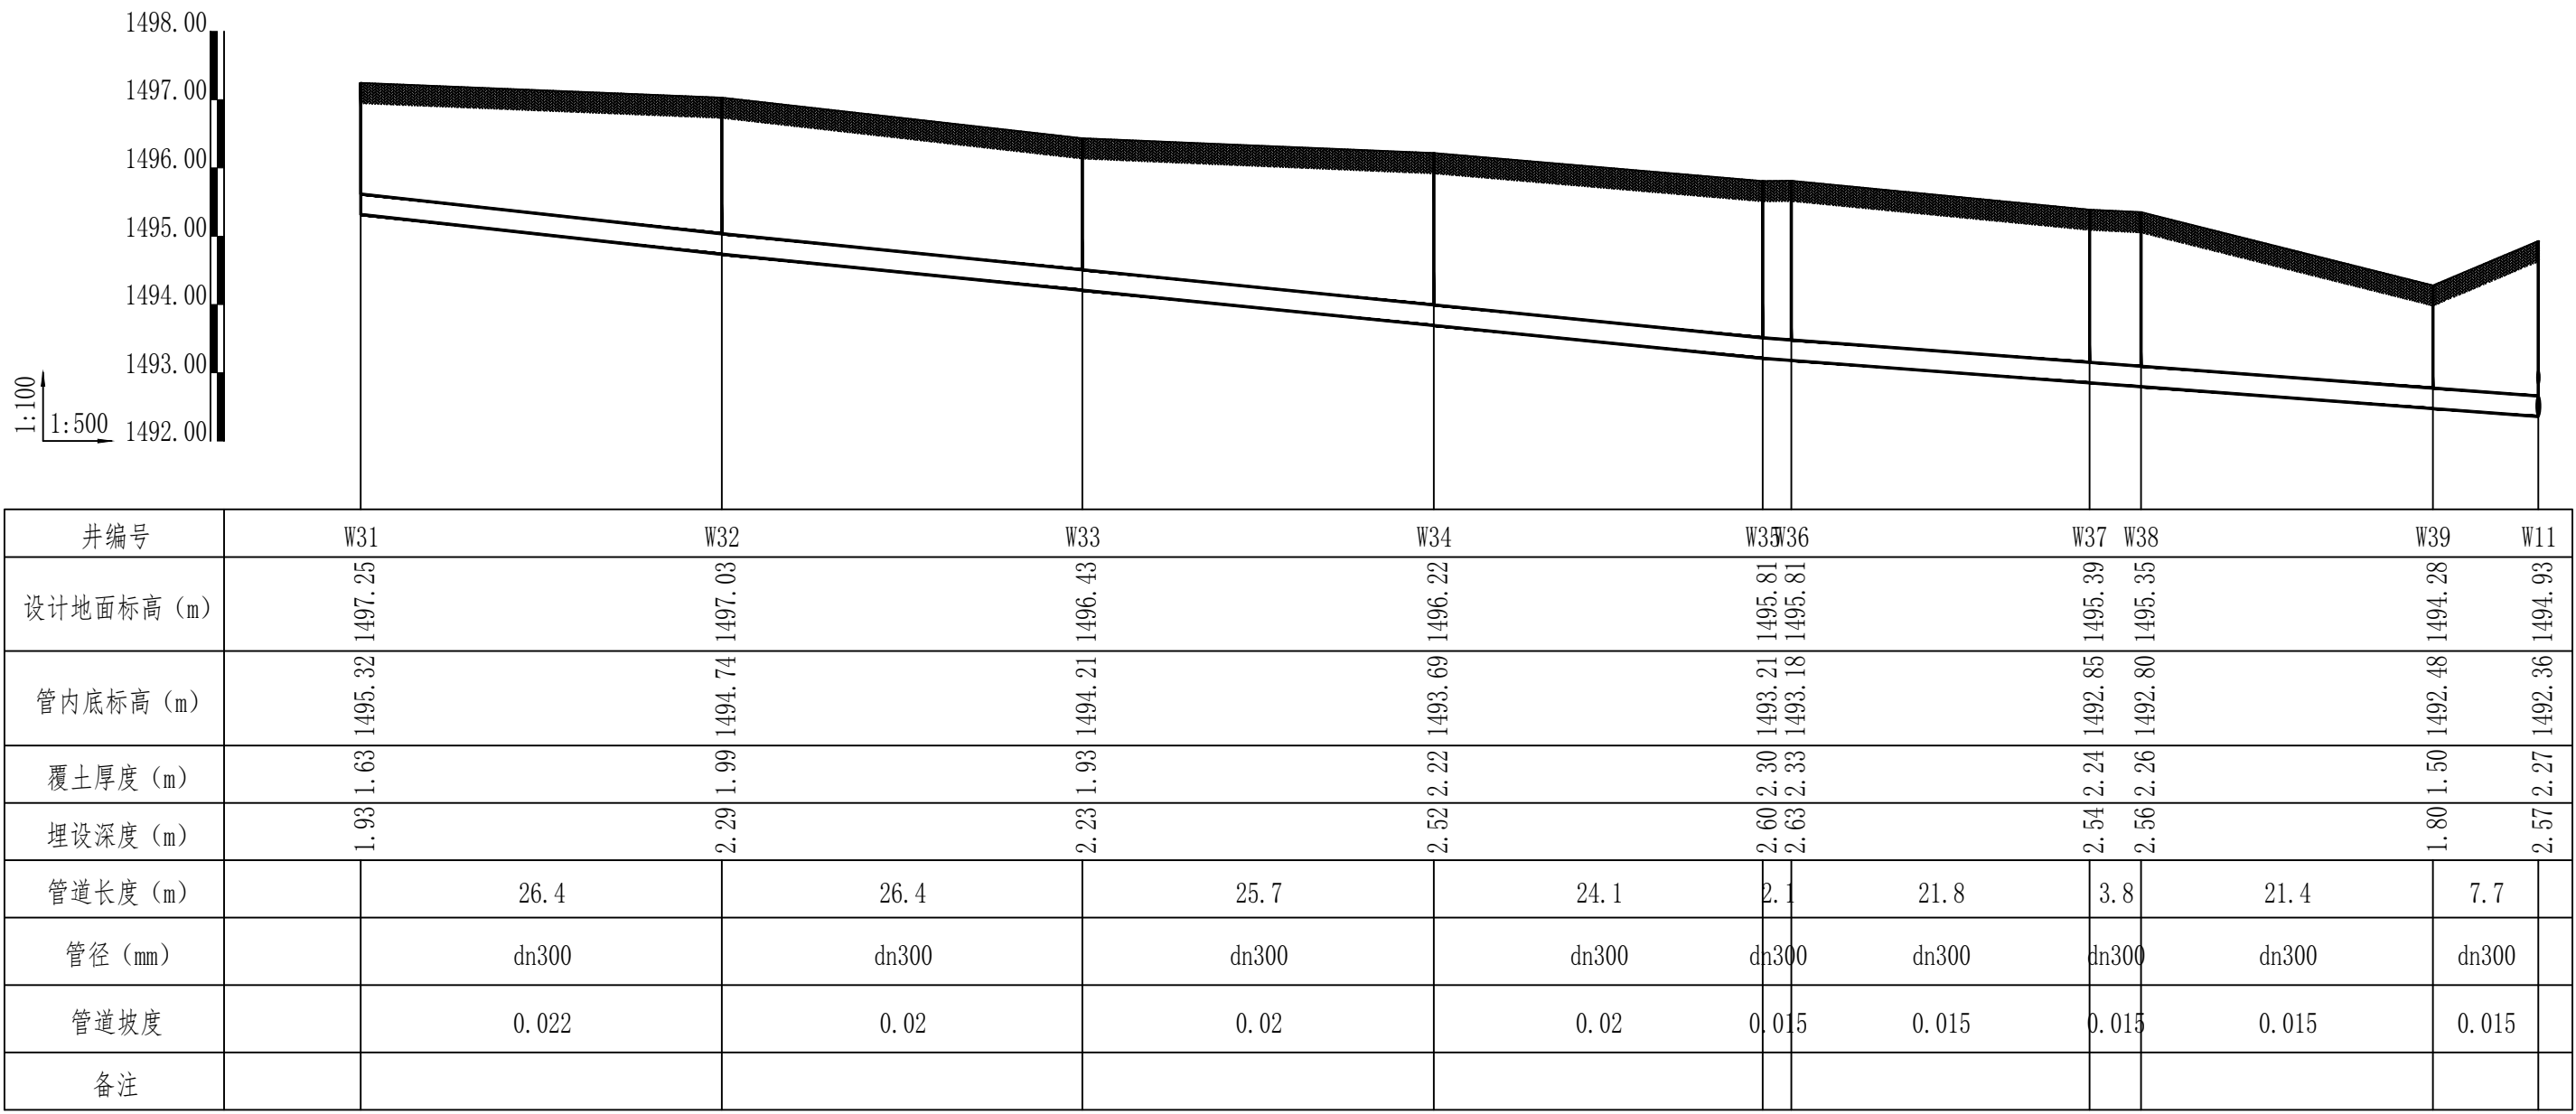 1498.00
1497.00
1496.00
1495.00
1494.00
1493.00
1492.00
1:100
1:500
井编号 W31 W32 W33 W34 W35 W36 W37 W38 W39 W11
设计地面标高（m） 1497.25 1497.03 1496.43 1496.22 1495.81 1495.81 1495.39 1495.35 1494.28 1494.93
管内底标高（m） 1495.32 1494.74 1494.21 1493.69 1493.21 1493.18 1492.85 1492.80 1492.48 1492.36
覆土厚度（m） 1.63 1.99 1.93 2.22 2.30 2.33 2.24 2.26 1.50 2.27
埋设深度（m） 1.93 2.29 2.23 2.52 2.60 2.63 2.54 2.56 1.80 2.57
管道长度（m） 26.4 26.4 25.7 24.1 2.1 21.8 3.8 21.4 7.7
管径（mm） dn300 dn300 dn300 dn300 dn300 dn300 dn300 dn300 dn300
管道坡度 0.022 0.02 0.02 0.02 0.015 0.015 0.015 0.015 0.015
备注